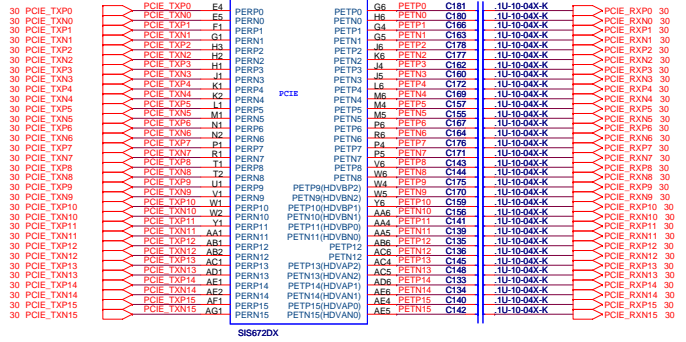 30 PCIE_TXP0 PCIE_TXP0 E4 PERP0 PETP0 G6 PETP0 C181 .1U-10-04X-K PCIE_RXP0 30
30 PCIE_TXN0 PCIE_TXN0 E5 PERN0 PETN0 H6 PETN0 C180 .1U-10-04X-K PCIE_RXN0 30
30 PCIE_TXP1 PCIE_TXP1 F1 PERP1 PETP1 G4 PETP1 C166 .1U-10-04X-K PCIE_RXP1 30
30 PCIE_TXN1 PCIE_TXN1 G1 PERN1 PETN1 G5 PETN1 C163 .1U-10-04X-K PCIE_RXN1 30
30 PCIE_TXP2 PCIE_TXP2 H3 PERP2 PETP2 J6 PETP2 C178 .1U-10-04X-K PCIE_RXP2 30
30 PCIE_TXN2 PCIE_TXN2 H2 PERN2 PETN2 K6 PETN2 C177 .1U-10-04X-K PCIE_RXN2 30
30 PCIE_TXP3 PCIE_TXP3 H1 PERP3 PETP3 J4 PETP3 C162 .1U-10-04X-K PCIE_RXP3 30
30 PCIE_TXN3 PCIE_TXN3 J1 PERN3 PETN3 J5 PETN3 C160 .1U-10-04X-K PCIE_RXN3 30
30 PCIE_TXP4 PCIE_TXP4 K1 PERP4 PCIE PETP4 L6 PETP4 C172 .1U-10-04X-K PCIE_RXP4 30
30 PCIE_TXN4 PCIE_TXN4 K2 PERN4 PETN4 M6 PETN4 C169 .1U-10-04X-K PCIE_RXN4 30
30 PCIE_TXP5 PCIE_TXP5 L1 PERP5 PETP5 M4 PETP5 C157 .1U-10-04X-K PCIE_RXP5 30
30 PCIE_TXN5 PCIE_TXN5 M1 PERN5 PETN5 M5 PETN5 C155 .1U-10-04X-K PCIE_RXN5 30
30 PCIE_TXP6 PCIE_TXP6 N1 PERP6 PETP6 P6 PETP6 C167 .1U-10-04X-K PCIE_RXP6 30
30 PCIE_TXN6 PCIE_TXN6 N2 PERN6 PETN6 R6 PETN6 C164 .1U-10-04X-K PCIE_RXN6 30
30 PCIE_TXP7 PCIE_TXP7 P1 PERP7 PETP7 P4 PETP7 C176 .1U-10-04X-K PCIE_RXP7 30
30 PCIE_TXN7 PCIE_TXN7 R1 PERN7 PETN7 P5 PETN7 C171 .1U-10-04X-K PCIE_RXN7 30
30 PCIE_TXP8 PCIE_TXP8 T1 PERP8 PETP8 Y6 PETP8 C143 .1U-10-04X-K PCIE_RXP8 30
30 PCIE_TXN8 PCIE_TXN8 T2 PERN8 PETN8 W6 PETN8 C144 .1U-10-04X-K PCIE_RXN8 30
30 PCIE_TXP9 PCIE_TXP9 U1 PERP9 PETP9(HDVBP2) W4 PETP9 C175 .1U-10-04X-K PCIE_RXP9 30
30 PCIE_TXN9 PCIE_TXN9 V1 PERN9 PETN9(HDVBN2) W5 PETN9 C170 .1U-10-04X-K PCIE_RXN9 30
30 PCIE_TXP10 PCIE_TXP10 W1 PERP10 PETP10(HDVBP1) Y6 PETP10 C159 .1U-10-04X-K PCIE_RXP10 30
30 PCIE_TXN10 PCIE_TXN10 W2 PERN10 PETN10(HDVBN1) AA6 PETN10 C156 .1U-10-04X-K PCIE_RXN10 30
30 PCIE_TXP11 PCIE_TXP11 Y1 PERP11 PETP11(HDVBP0) AA4 PETP11 C141 .1U-10-04X-K PCIE_RXP11 30
30 PCIE_TXN11 PCIE_TXN11 AA1 PERN11 PETN11(HDVBN0) AA5 PETN11 C139 .1U-10-04X-K PCIE_RXN11 30
30 PCIE_TXP12 PCIE_TXP12 AB1 PERP12 PETP12 AB6 PETP12 C135 .1U-10-04X-K PCIE_RXP12 30
30 PCIE_TXN12 PCIE_TXN12 AB2 PERN12 PETN12 AC6 PETN12 C136 .1U-10-04X-K PCIE_RXN12 30
30 PCIE_TXP13 PCIE_TXP13 AC1 PERP13 PETP13(HDVAP2) AC4 PETP13 C145 .1U-10-04X-K PCIE_RXP13 30
30 PCIE_TXN13 PCIE_TXN13 AD1 PERN13 PETN13(HDVAN2) AC5 PETN13 C148 .1U-10-04X-K PCIE_RXN13 30
30 PCIE_TXP14 PCIE_TXP14 AE1 PERP14 PETP14(HDVAP1) AD6 PETP14 C133 .1U-10-04X-K PCIE_RXP14 30
30 PCIE_TXN14 PCIE_TXN14 AE2 PERN14 PETN14(HDVAN1) AE6 PETN14 C134 .1U-10-04X-K PCIE_RXN14 30
30 PCIE_TXP15 PCIE_TXP15 AF1 PERP15 PETP15(HDVAP0) AE4 PETP15 C140 .1U-10-04X-K PCIE_RXP15 30
30 PCIE_TXN15 PCIE_TXN15 AG1 PERN15 PETN15(HDVAN0) AE5 PETN15 C142 .1U-10-04X-K PCIE_RXN15 30
SIS672DX